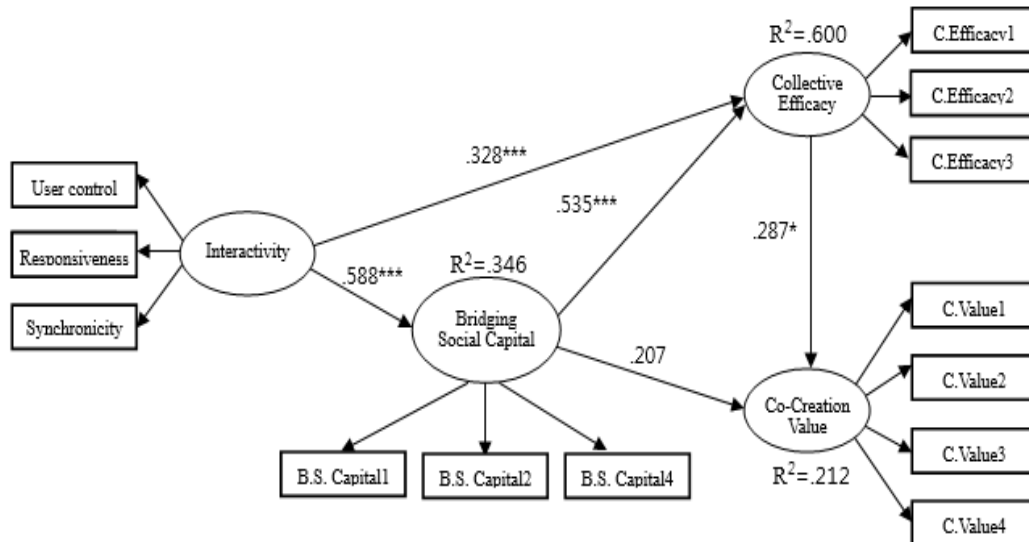 R²=.600
C.Efficacy1
Collective
Efficacy
C.Efficacy2
C.Efficacy3
.328***
User control
.535***
Interactivity
Responsiveness
.287*
R²=.346
.588***
Synchronicity
Bridging
Social Capital
C.Value1
.207
C.Value2
Co-Creation
Value
C.Value3
B.S. Capital1
B.S. Capital2
B.S. Capital4
R²=.212
C.Value4